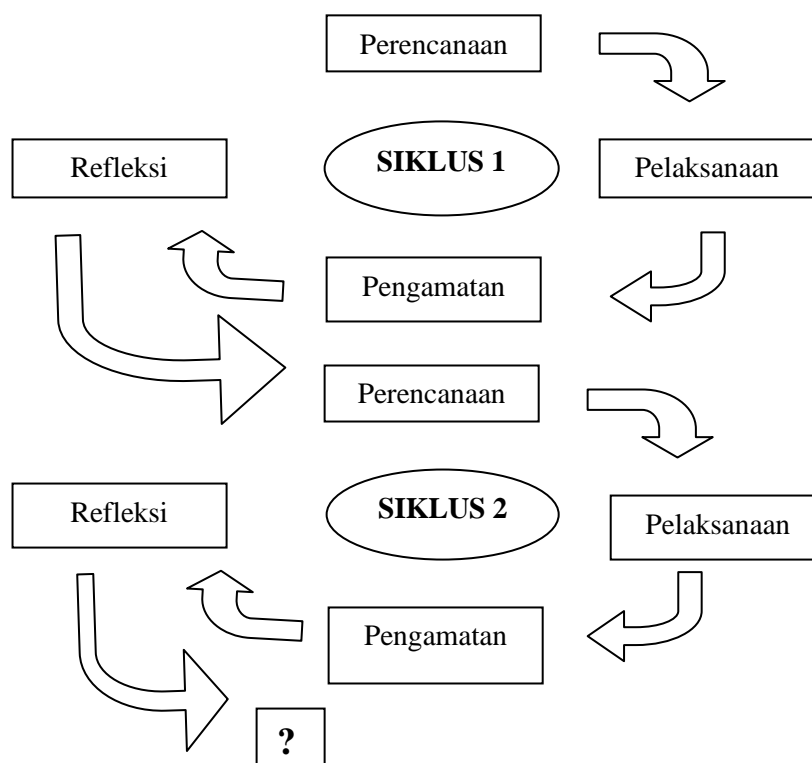 Perencanaan
SIKLUS 1
Refleksi
Pelaksanaan
Pengamatan
Perencanaan
SIKLUS 2
Refleksi
Pelaksanaan
Pengamatan
?